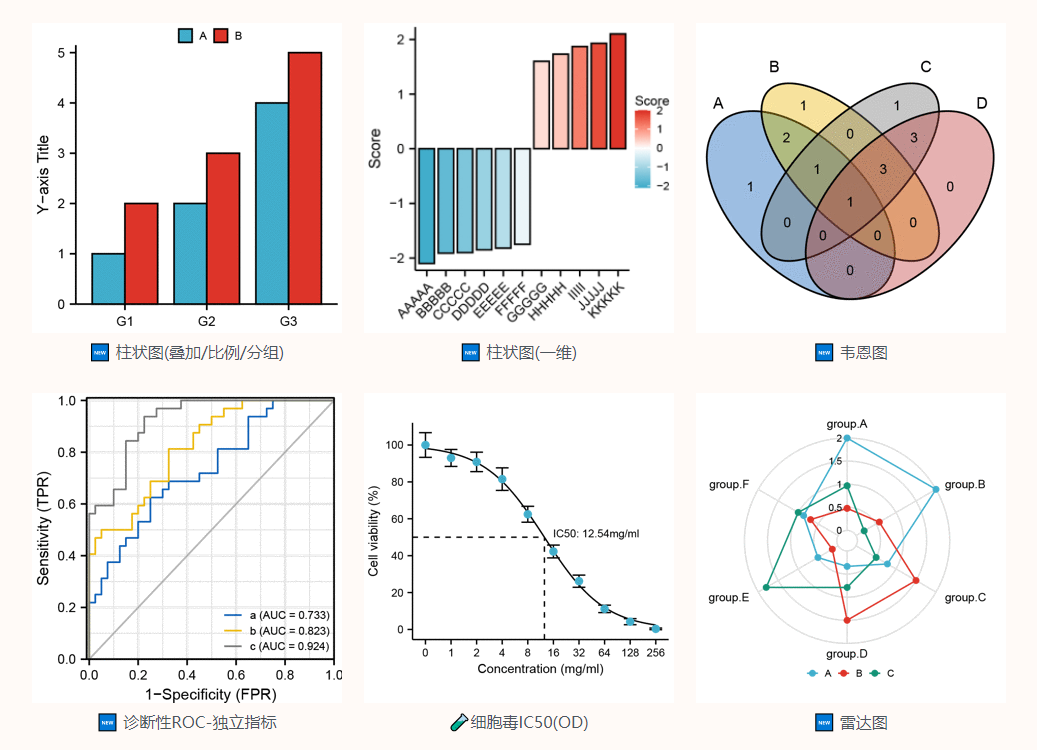 A B
Y-axis Title
5
4
3
2
1
0
G1 G2 G3
NEW 柱状图(叠加/比例/分组)
Score
2
1
0
-1
-2
AAAAA BBBBB CCCCC DDDDD EEEEE FFFFF GGGGG HHHHH IIIII JJJJJ KKKKK
Score
2
1
0
-1
-2
NEW 柱状图(一维)
B C
A D
1 1
2 0 3
1 1 3 0
0 1 0
0 0
0
NEW 韦恩图
Sensitivity (TPR)
1.0
0.8
0.6
0.4
0.2
0.0
a (AUC = 0.733)
b (AUC = 0.823)
c (AUC = 0.924)
0.0 0.2 0.4 0.6 0.8 1.0
1-Specificity (FPR)
NEW 诊断性ROC-独立指标
Cell viability (%)
100
80
60
40
20
0
IC50: 12.54mg/ml
0 1 2 4 8 16 32 64 128 256
Concentration (mg/ml)
细胞毒IC50(OD)
group.A
2
1.5
1
0.5
0
group.F group.B
group.E group.C
group.D
A B C
NEW 雷达图